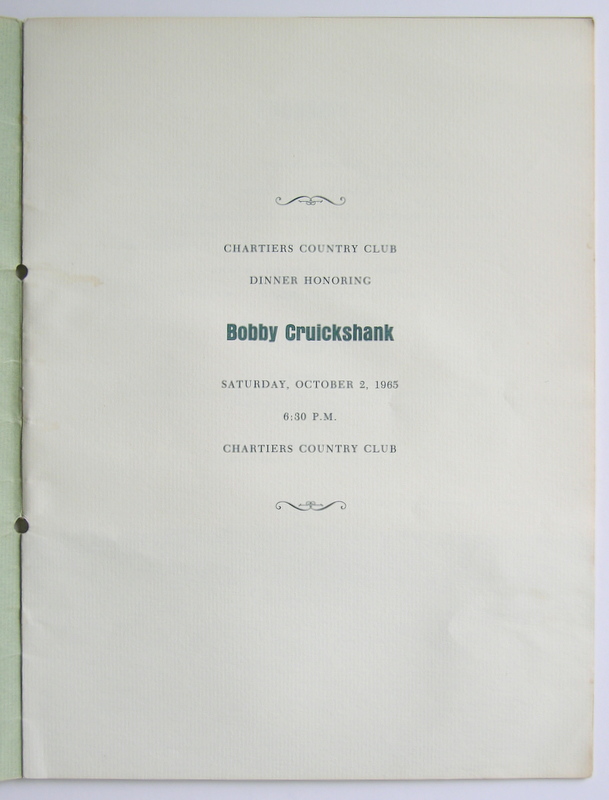 CHARTIERS COUNTRY CLUB
DINNER HONORING
Bobby Cruickshank
SATURDAY, OCTOBER 2, 1965
6:30 P.M.
CHARTIERS COUNTRY CLUB